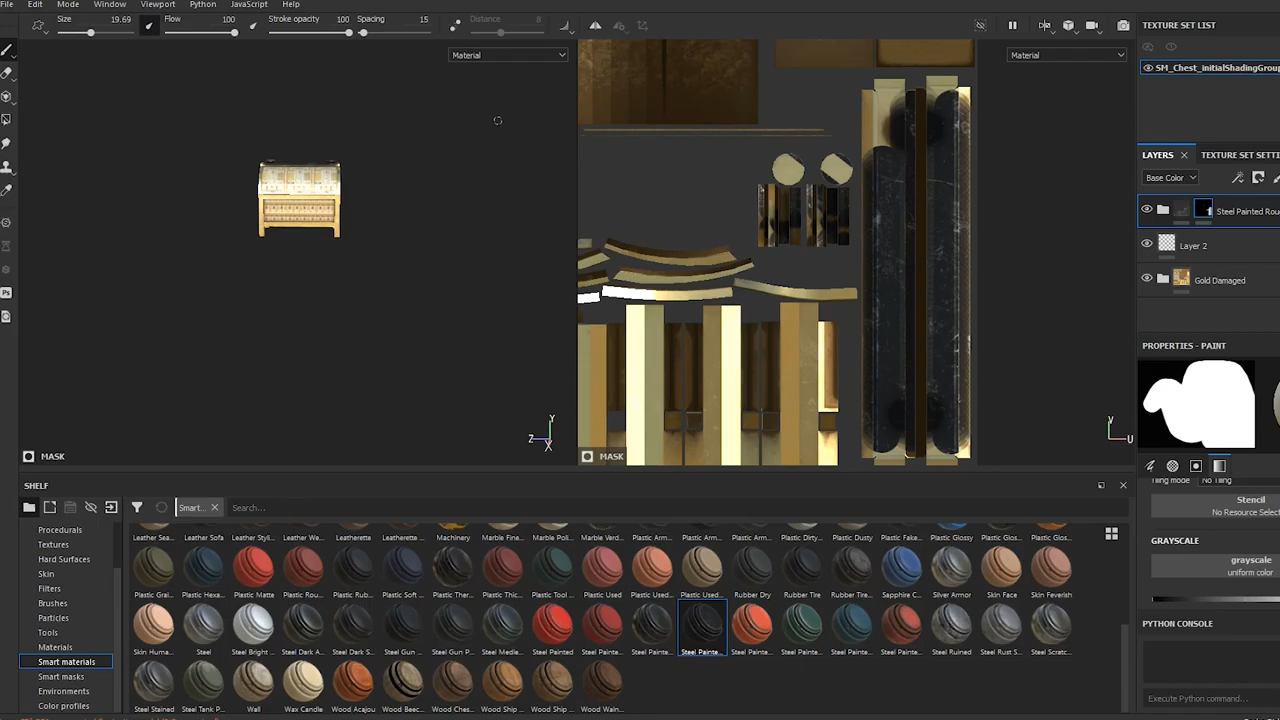 File Edit Mode Window Viewport Python JavaScript Help
Size 19.69 Flow 100 Stroke opacity 100 Spacing 15 Distance 8
Material
Material
TEXTURE SET LIST
SM_Chest_initialShadingGroup
LAYERS TEXTURE SET SETTI
Base Color
Steel Painted Rou
Layer 2
Gold Damaged
PROPERTIES - PAINT
Y
Z
X
V
U
MASK
MASK
Tiling mode No Tiling
Stencil
No Resource Select
GRAYSCALE
grayscale
uniform color
PYTHON CONSOLE
Execute Python command...
SHELF
Smart...
Search...
Procedurals
Textures
Hard Surfaces
Skin
Filters
Brushes
Particles
Tools
Materials
Smart materials
Smart masks
Environments
Color profiles
Leather Sea... Leather Sofa Leather Styli... Leather We... Leatherette Leatherette ... Machinery Marble Fine... Marble Poli... Marble Verd... Plastic Arm... Plastic Arm... Plastic Arm... Plastic Dirty... Plastic Dusty Plastic Fake... Plastic Glossy Plastic Glos... Plastic Glos...
Plastic Grai... Plastic Hexa... Plastic Matte Plastic Rou... Plastic Rub... Plastic Soft ... Plastic Ther... Plastic Thic... Plastic Tool ... Plastic Used Plastic Used... Plastic Used... Rubber Dry Rubber Tire Rubber Tire... Sapphire C... Silver Armor Skin Face Skin Feverish
Skin Huma... Steel Steel Bright ... Steel Dark A... Steel Dark S... Steel Gun ... Steel Gun P... Steel Medie... Steel Painted Steel Painte... Steel Painte... Steel Painte... Steel Painte... Steel Painte... Steel Painte... Steel Painte... Steel Ruined Steel Rust S... Steel Scratc...
Steel Stained Steel Tank P... Wall Wax Candle Wood Acajou Wood Beec... Wood Ches... Wood Ship ... Wood Ship ... Wood Waln...